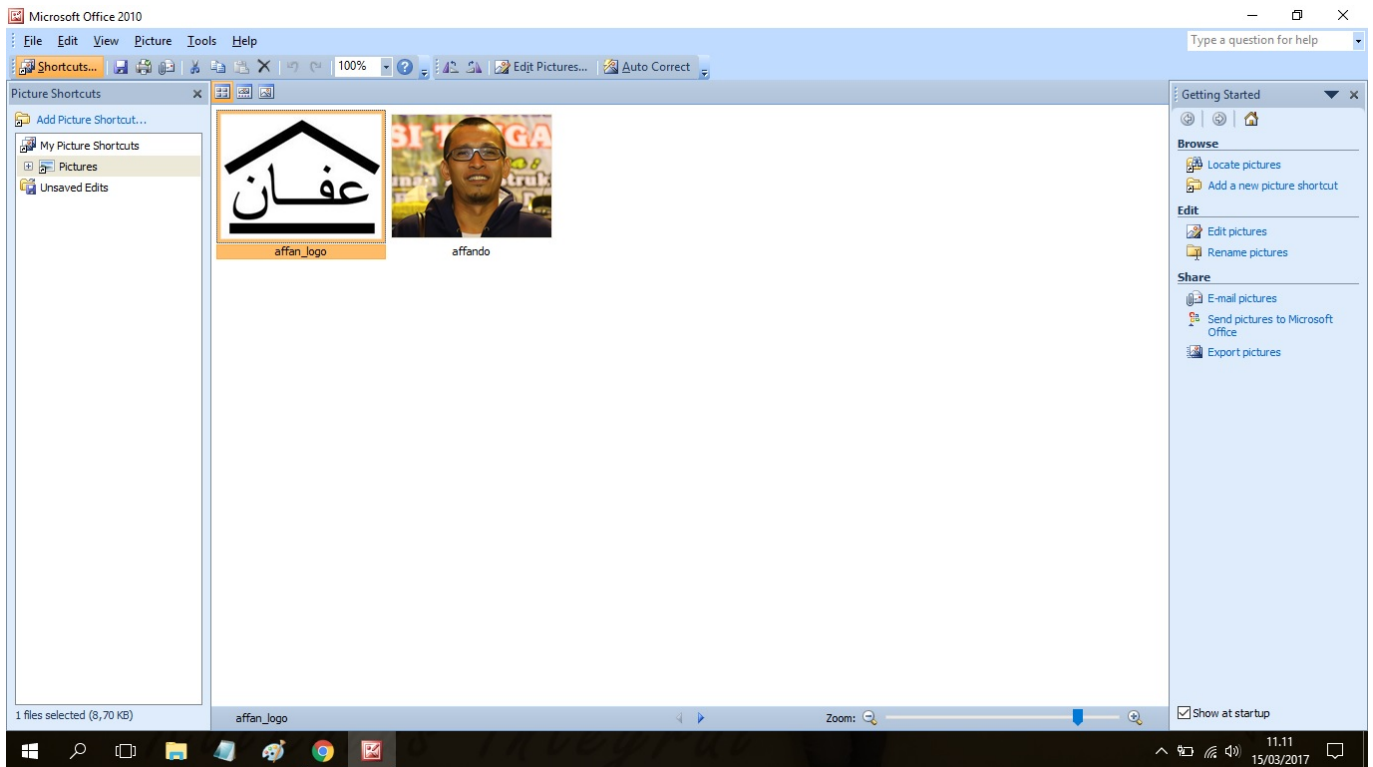 Microsoft Office 2010
File Edit View Picture Tools Help
Type a question for help
Shortcuts... 100% Edit Pictures... Auto Correct
Picture Shortcuts
Add Picture Shortcut...
My Picture Shortcuts
Pictures
Unsaved Edits
عفان
affan_logo
affando
Getting Started
Browse
Locate pictures
Add a new picture shortcut
Edit
Edit pictures
Rename pictures
Share
E-mail pictures
Send pictures to Microsoft
Office
Export pictures
1 files selected (8,70 KB)
affan_logo
Zoom:
Show at startup
11.11
15/03/2017